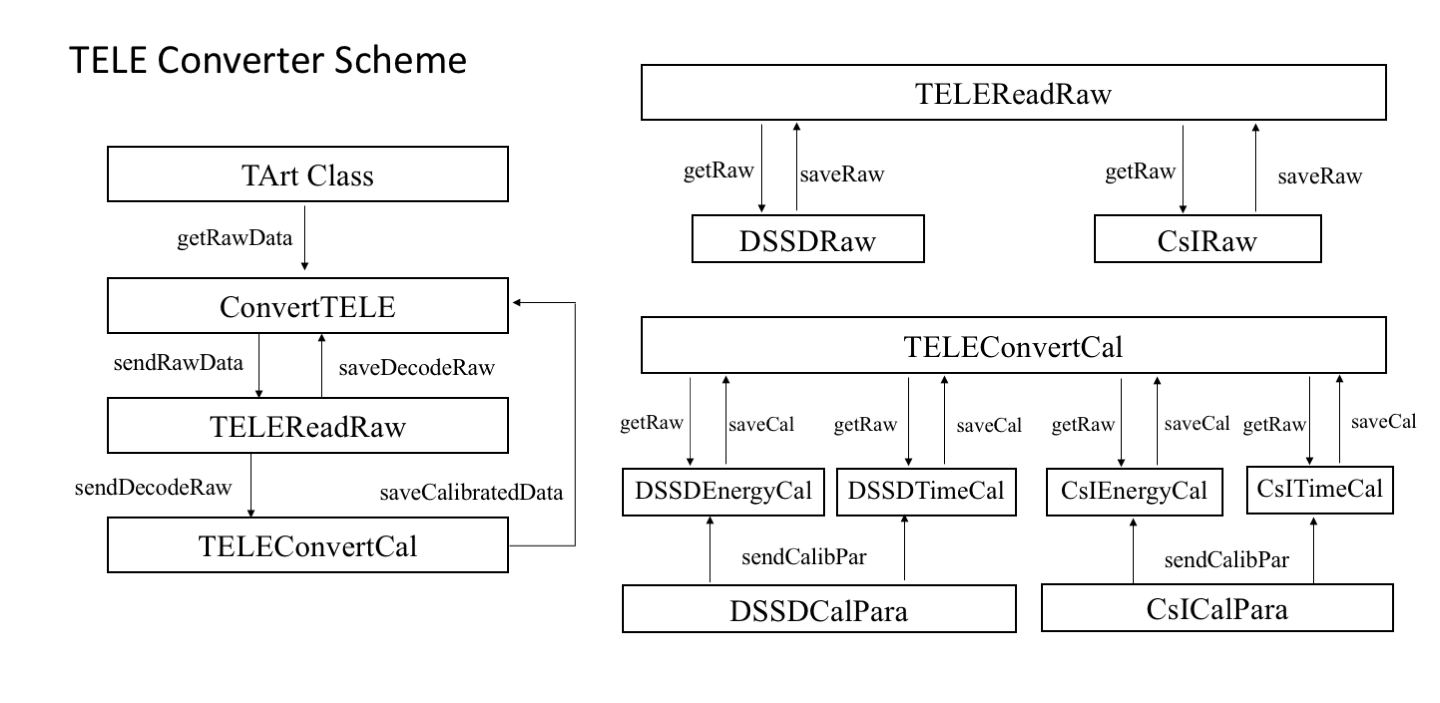 TELE Converter Scheme
TArt Class
getRawData
ConvertTELE
sendRawData
saveDecodeRaw
TELEReadRaw
sendDecodeRaw
saveCalibratedData
TELEConvertCal
TELEReadRaw
getRaw
saveRaw
getRaw
saveRaw
DSSDRaw
CsIRaw
TELEConvertCal
getRaw
saveCal
getRaw
saveCal
getRaw
saveCal
getRaw
saveCal
DSSDEnergyCal
DSSDTimeCal
CsIEnergyCal
CsITimeCal
sendCalibPar
sendCalibPar
DSSDCalPara
CsICalPara